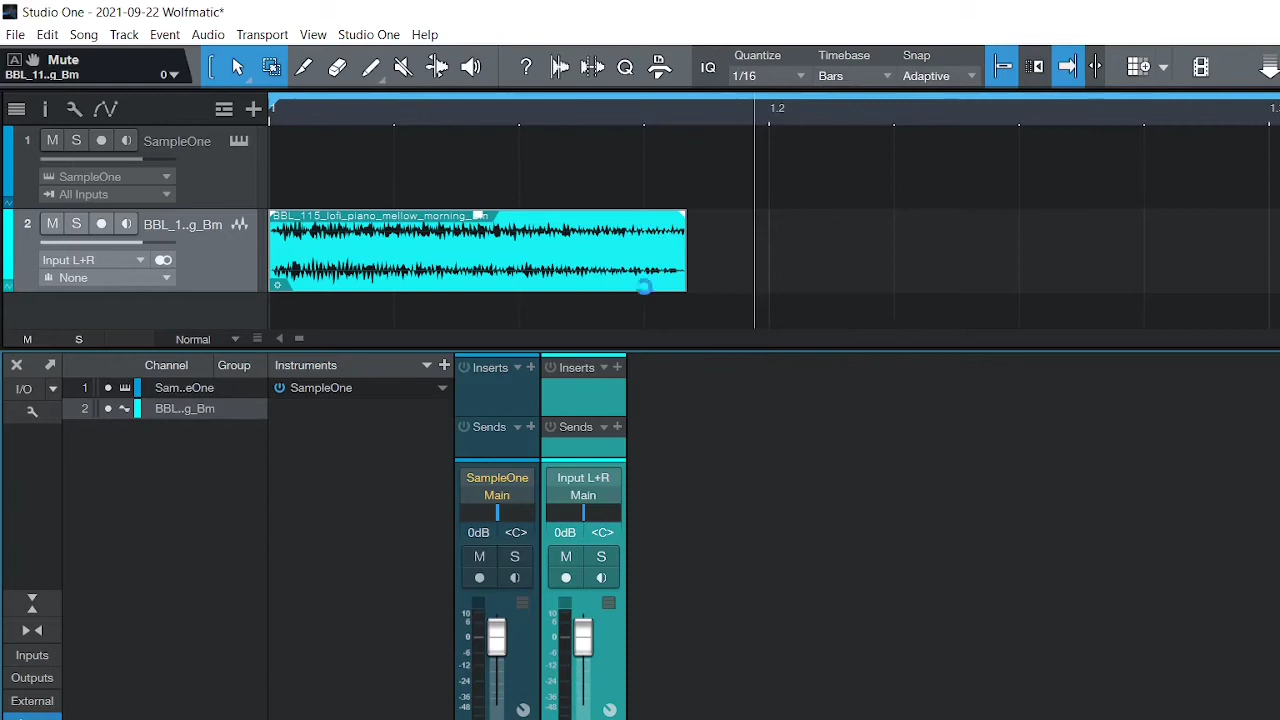 Studio One - 2021-09-22 Wolfmatic*
File Edit Song Track Event Audio Transport View Studio One Help
A Mute
BBL_11..g_Bm 0
Quantize Timebase Snap
? Q IQ 1/16 Bars Adaptive
i 1 1.2
1 M S SampleOne
SampleOne
All Inputs
2 M S BBL_1..g_Bm
BBL_115_lofi_piano_mellow_morning
Input L+R
None
M S Normal
Channel Group Instruments Inserts Inserts
I/O 1 Sam..eOne SampleOne
2 BBL..g_Bm
Sends Sends
SampleOne Input L+R
Main Main
0dB <C> 0dB <C>
M S M S
10 10
6 6
0 0
-6 -6
-12 -12
-24 -24
-36 -36
-48 -48
Inputs
Outputs
External